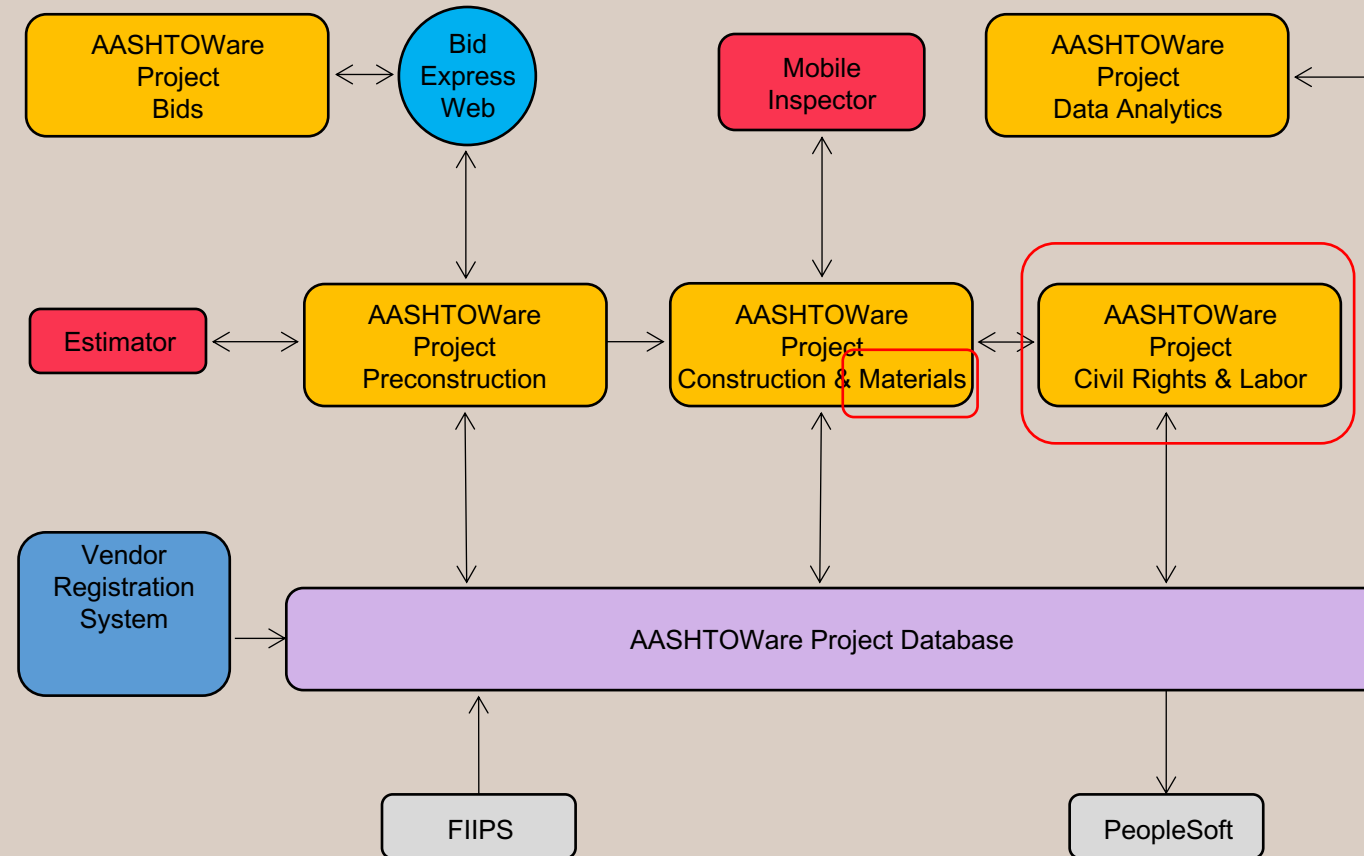 AASHTOWare
Project
Bids
Bid
Express
Web
Mobile
Inspector
AASHTOWare
Project
Data Analytics
Estimator
AASHTOWare
Project
Preconstruction
AASHTOWare
Project
Construction & Materials
AASHTOWare
Project
Civil Rights & Labor
Vendor
Registration
System
AASHTOWare Project Database
FIIPS
PeopleSoft